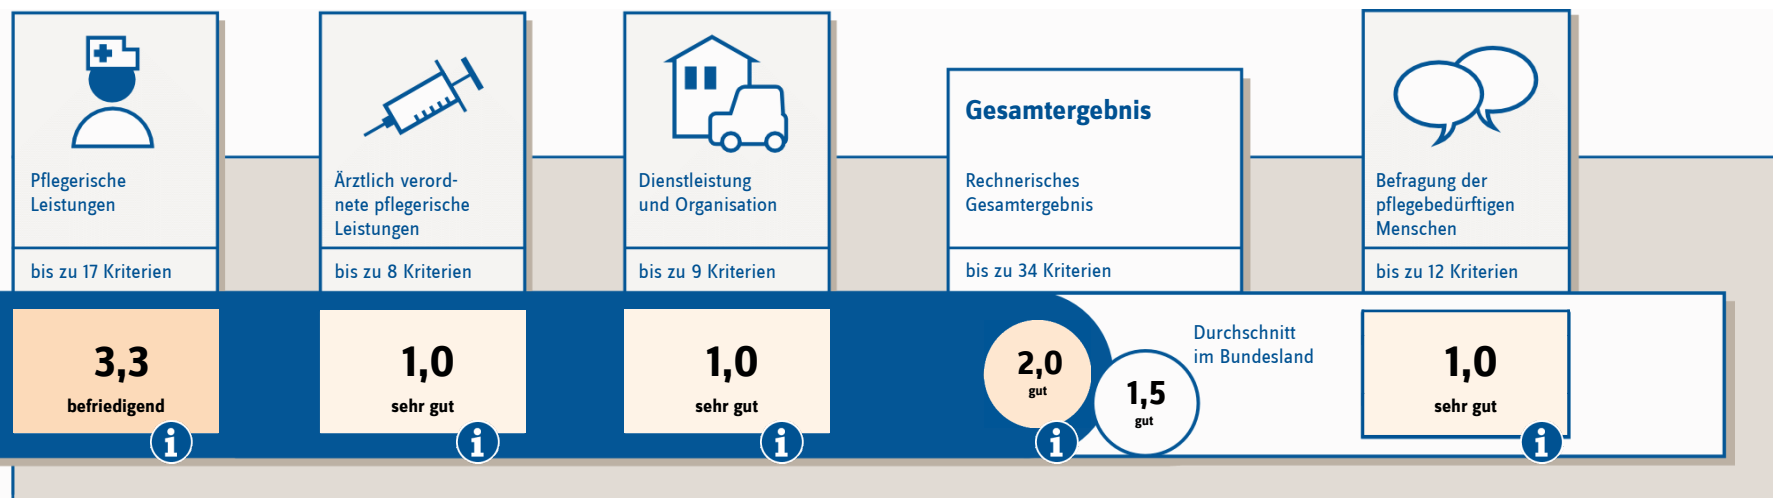 Pflegerische
Leistungen
bis zu 17 Kriterien
3,3
befriedigend
Ärztlich verord-
nete pflegerische
Leistungen
bis zu 8 Kriterien
1,0
sehr gut
Dienstleistung
und Organisation
bis zu 9 Kriterien
1,0
sehr gut
Gesamtergebnis
Rechnerisches
Gesamtergebnis
bis zu 34 Kriterien
2,0
gut
1,5
gut
Durchschnitt
im Bundesland
Befragung der
pflegebedürftigen
Menschen
bis zu 12 Kriterien
1,0
sehr gut